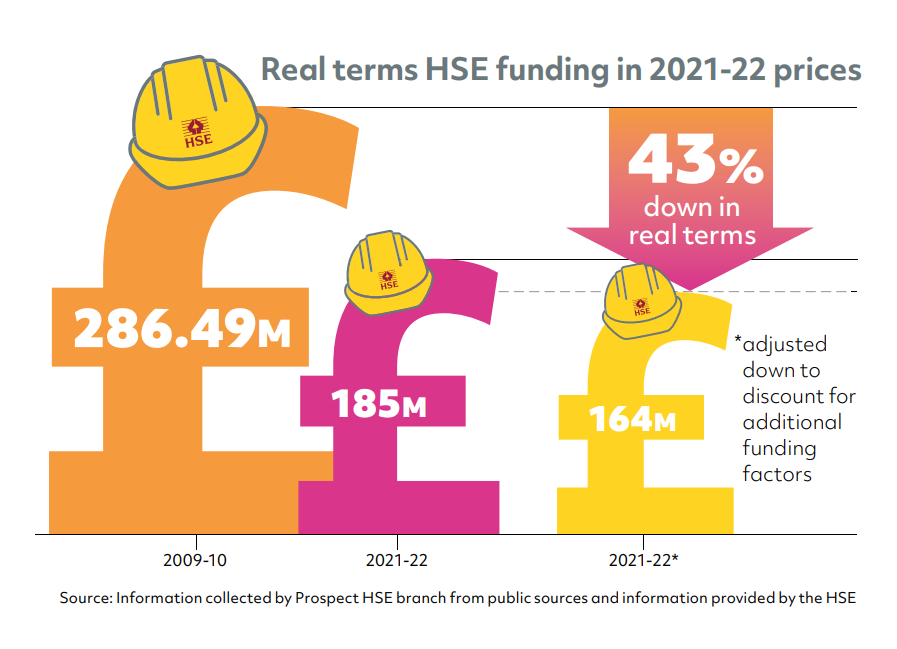 Real terms HSE funding in 2021-22 prices
HSE
43%
down in
real terms
HSE
HSE
286.49M
185M
164M
*adjusted
down to
discount for
additional
funding
factors
2009-10
2021-22
2021-22*
Source: Information collected by Prospect HSE branch from public sources and information provided by the HSE